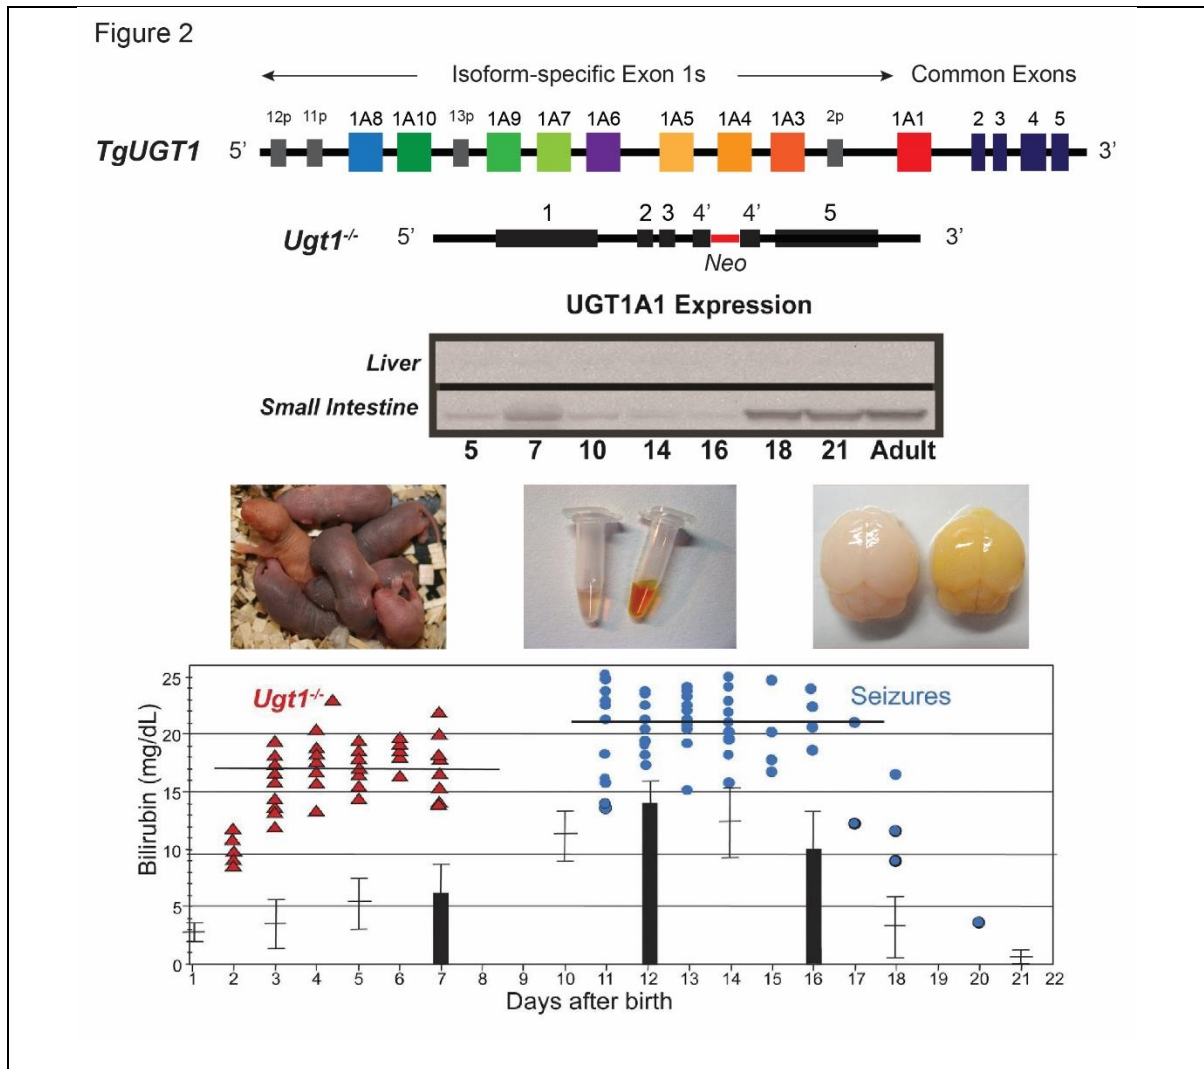 Figure 2
Isoform-specific Exon 1s Common Exons
12p 11p 1A8 1A10 13p 1A9 1A7 1A6 1A5 1A4 1A3 2p 1A1 2 3 4 5
TgUGT1 5’ 3’
1 2 3 4’ 4’ 5
Ugt1-/- 5’ 3’
Neo
UGT1A1 Expression
Liver
Small Intestine
5 7 10 14 16 18 21 Adult
25
Ugt1-/- Seizures
20
15
10
5
0
Bilirubin (mg/dL)
1 2 3 4 5 6 7 8 9 10 11 12 13 14 15 16 17 18 19 20 21 22
Days after birth